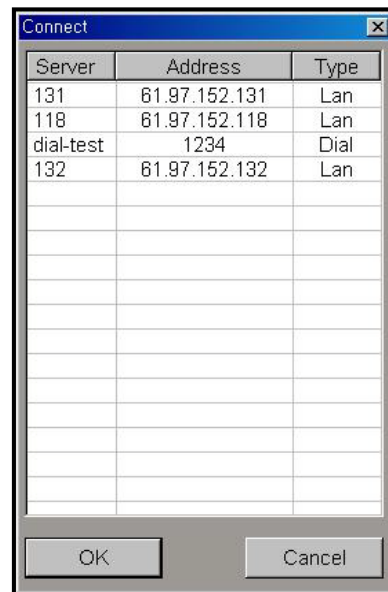 Connect
Server Address Type
131 61.97.152.131 Lan
118 61.97.152.118 Lan
dial-test 1234 Dial
132 61.97.152.132 Lan
OK Cancel